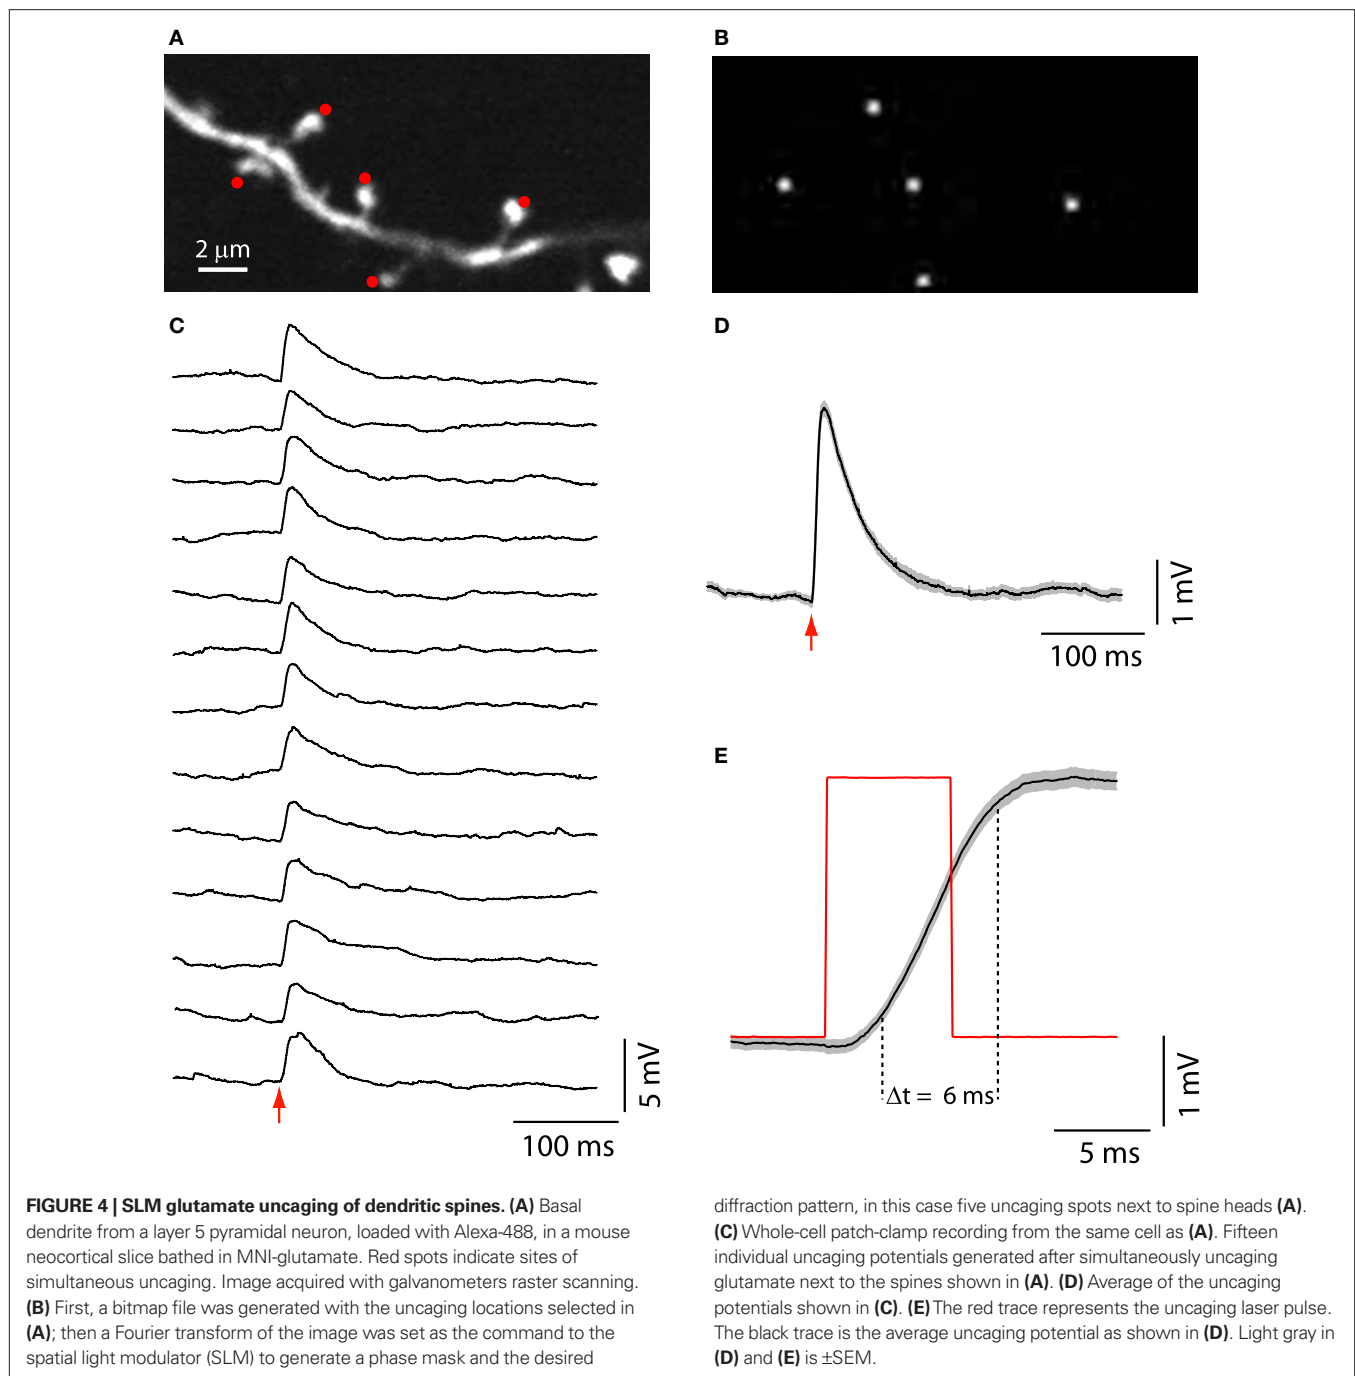 A
B
2 μm
C
D
1 mV
100 ms
E
Δt = 6 ms
5 mV
100 ms
1 mV
5 ms
FIGURE 4 | SLM glutamate uncaging of dendritic spines. (A) Basal
dendrite from a layer 5 pyramidal neuron, loaded with Alexa-488, in a mouse
neocortical slice bathed in MNI-glutamate. Red spots indicate sites of
simultaneous uncaging. Image acquired with galvanometers raster scanning.
(B) First, a bitmap file was generated with the uncaging locations selected in
(A); then a Fourier transform of the image was set as the command to the
spatial light modulator (SLM) to generate a phase mask and the desired
diffraction pattern, in this case five uncaging spots next to spine heads (A).
(C) Whole-cell patch-clamp recording from the same cell as (A). Fifteen
individual uncaging potentials generated after simultaneously uncaging
glutamate next to the spines shown in (A). (D) Average of the uncaging
potentials shown in (C). (E) The red trace represents the uncaging laser pulse.
The black trace is the average uncaging potential as shown in (D). Light gray in
(D) and (E) is ±SEM.